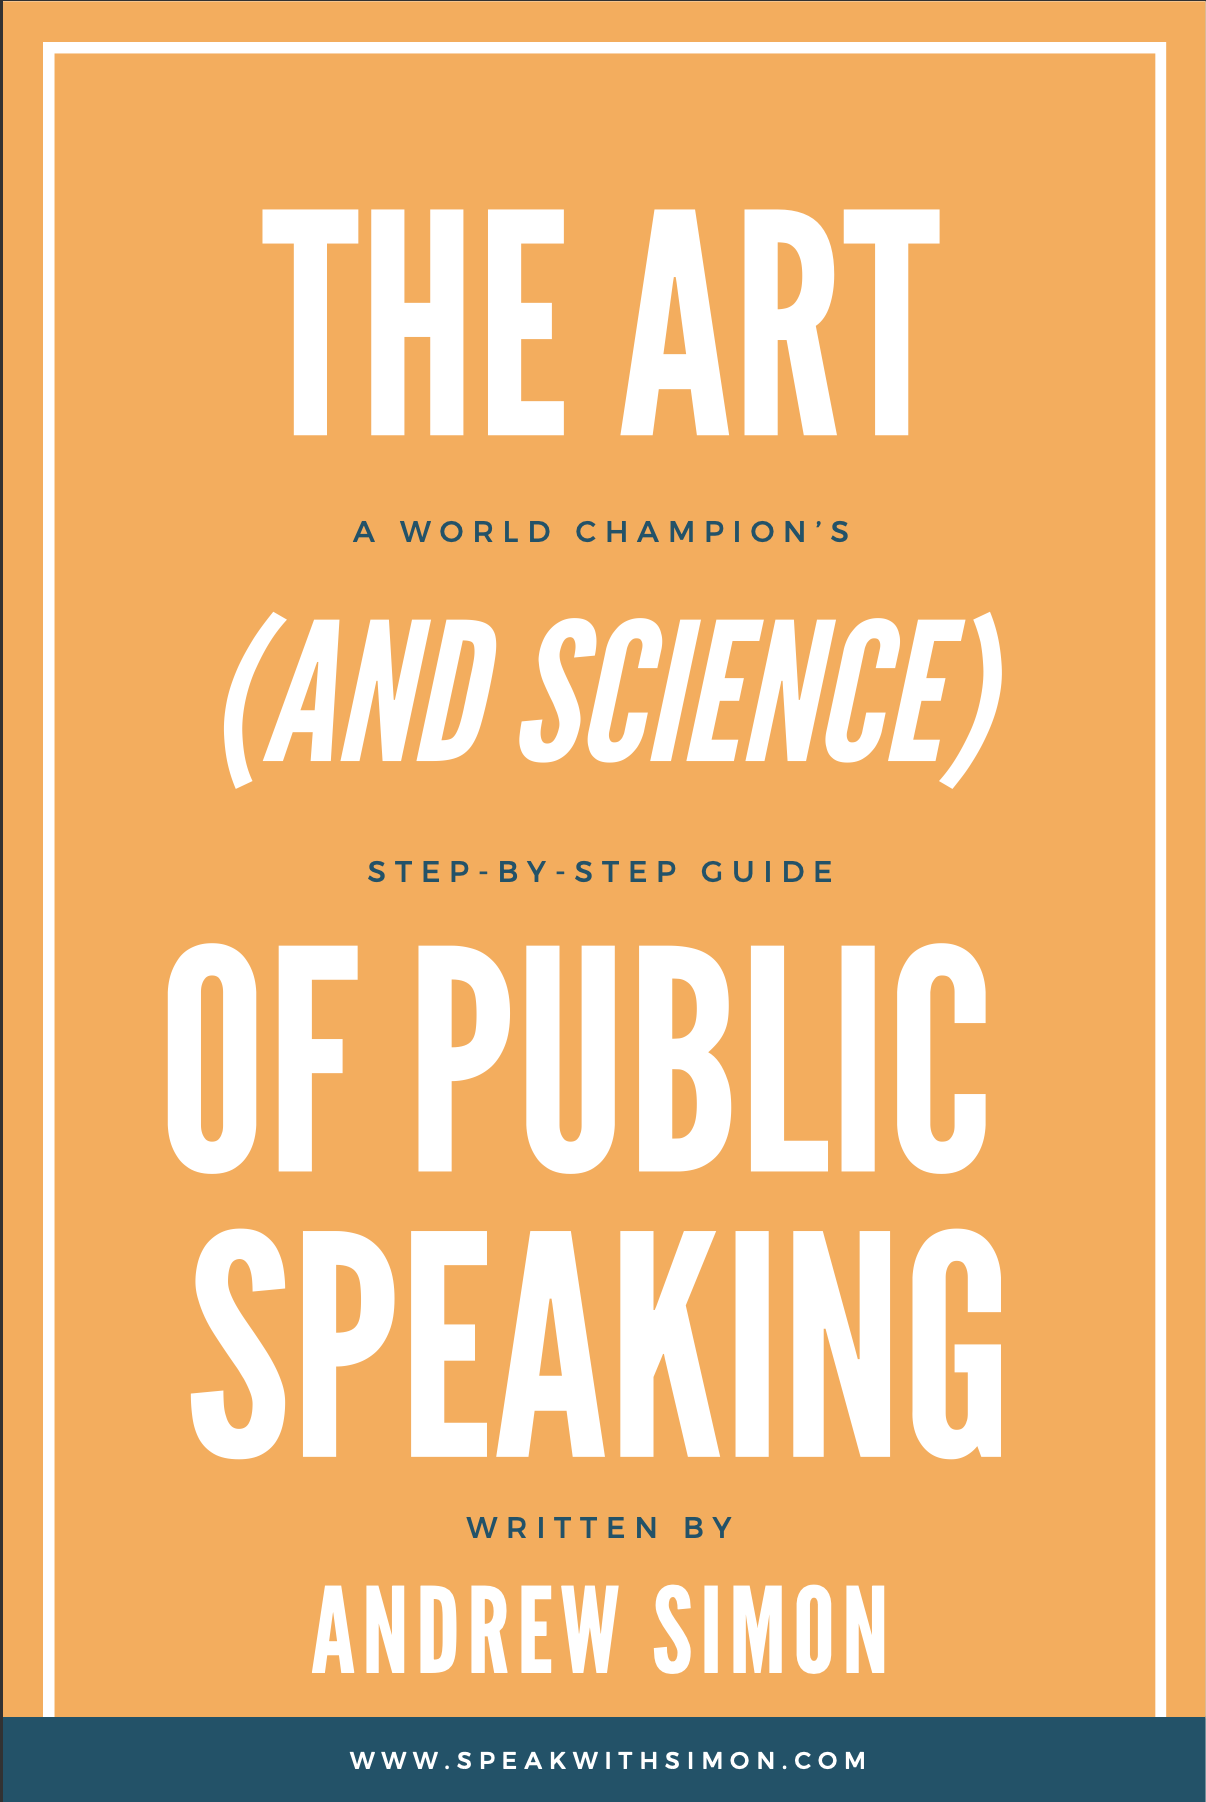 THE ART
A WORLD CHAMPION’S
(AND SCIENCE)
STEP-BY-STEP GUIDE
OF PUBLIC
SPEAKING
WRITTEN BY
ANDREW SIMON
WWW.SPEAKWITHSIMON.COM